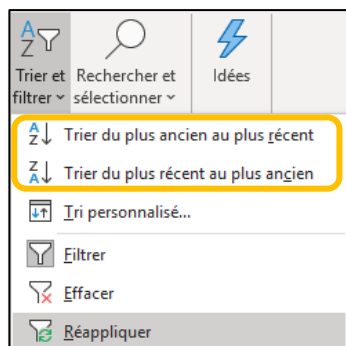 Trier et Rechercher et Idées
filtrer sélectionner
Trier du plus ancien au plus récent
Trier du plus récent au plus ancien
Tri personnalisé...
Filtrer
Effacer
Réappliquer